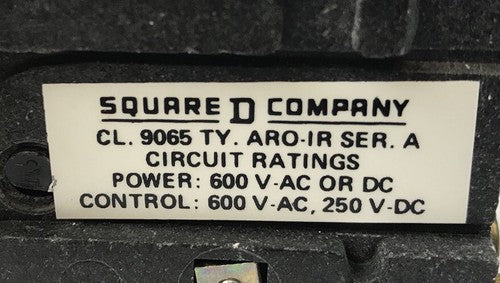 SQUARE D COMPANY
CL. 9065 TY. ARO-IR SER. A
CIRCUIT RATINGS
POWER: 600 V-AC OR DC
CONTROL: 600 V-AC, 250 V-DC